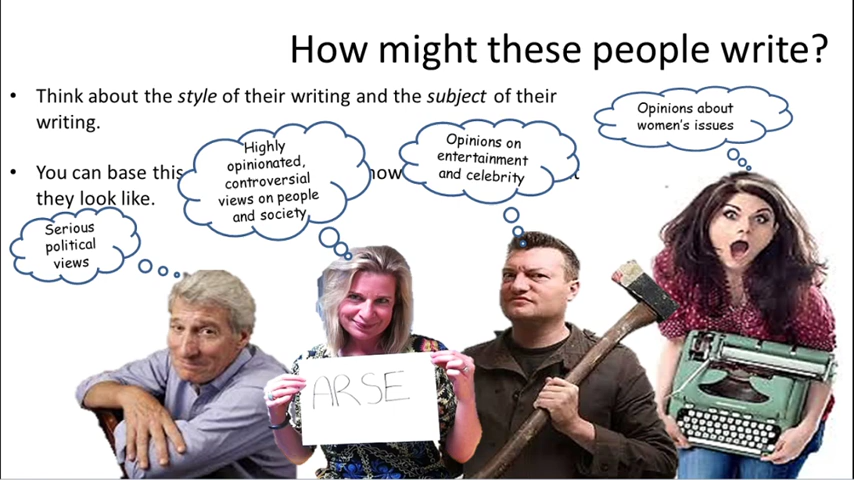 How might these people write?
• Think about the style of their writing and the subject of their
writing.
• You can base this
they look like.
Highly
opinionated,
controversial
views on people
and society
Opinions on
entertainment
and celebrity
Opinions about
women's issues
Serious
political
views
ARSE